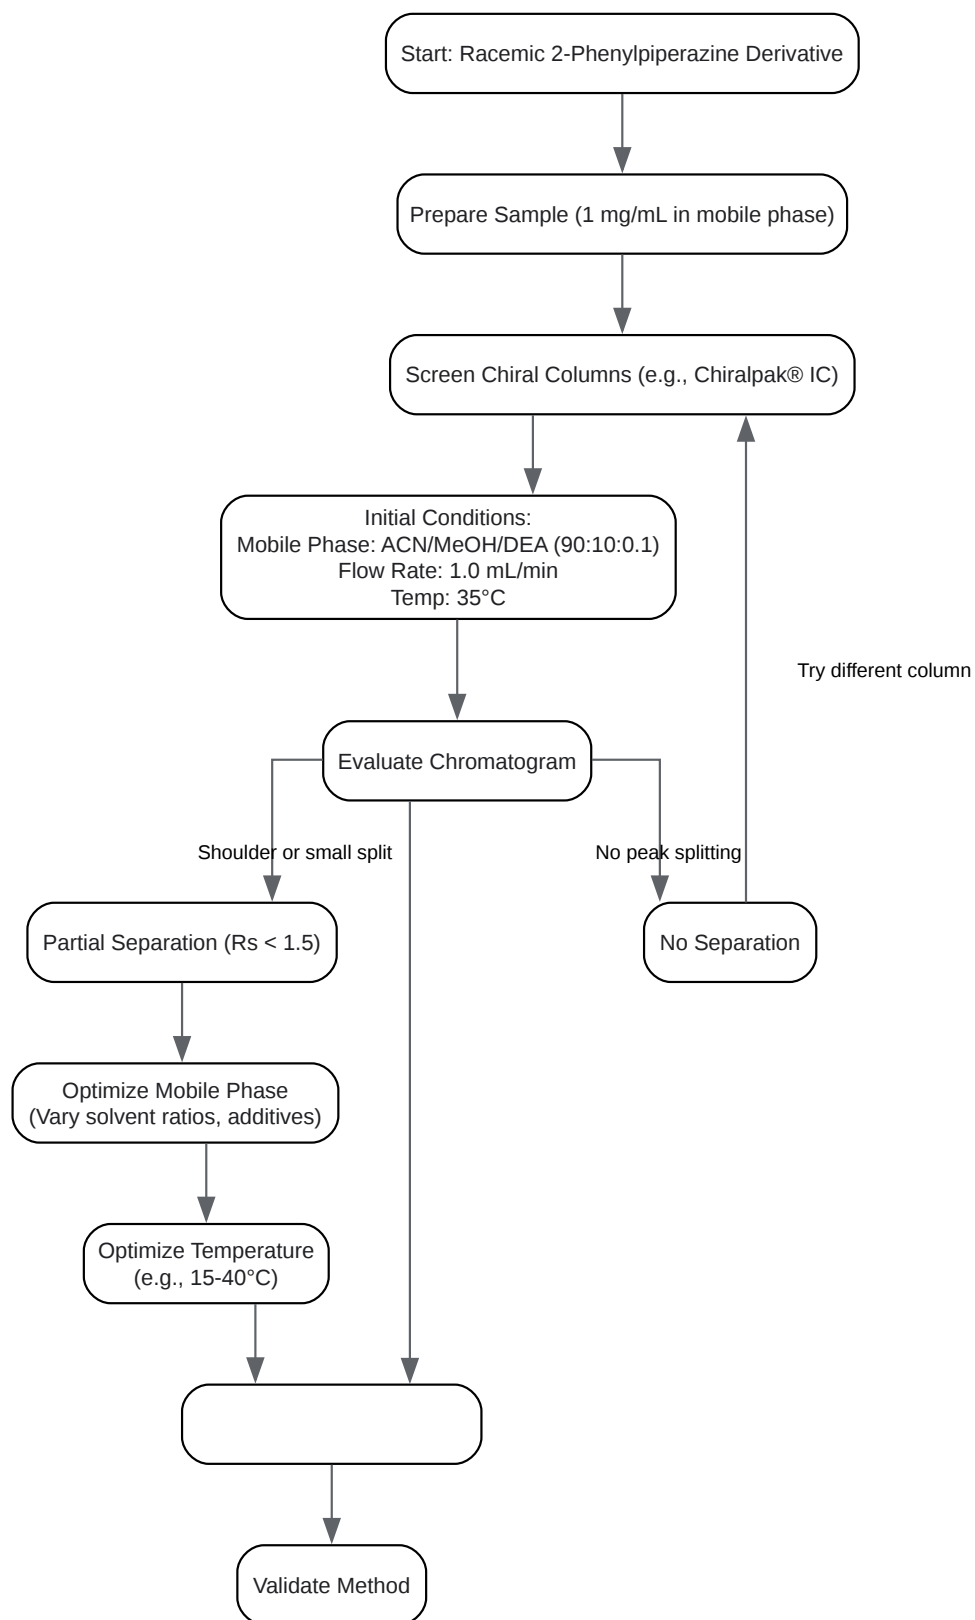 Start: Racemic 2-Phenylpiperazine Derivative
Prepare Sample (1 mg/mL in mobile phase)
Screen Chiral Columns (e.g., Chiralpak® IC)
Initial Conditions:
Mobile Phase: ACN/MeOH/DEA (90:10:0.1)
Flow Rate: 1.0 mL/min
Temp: 35°C
Try different column
Evaluate Chromatogram
Shoulder or small split
No peak splitting
Partial Separation (Rs < 1.5)
No Separation
Optimize Mobile Phase
(Vary solvent ratios, additives)
Optimize Temperature
(e.g., 15-40°C)
Validate Method